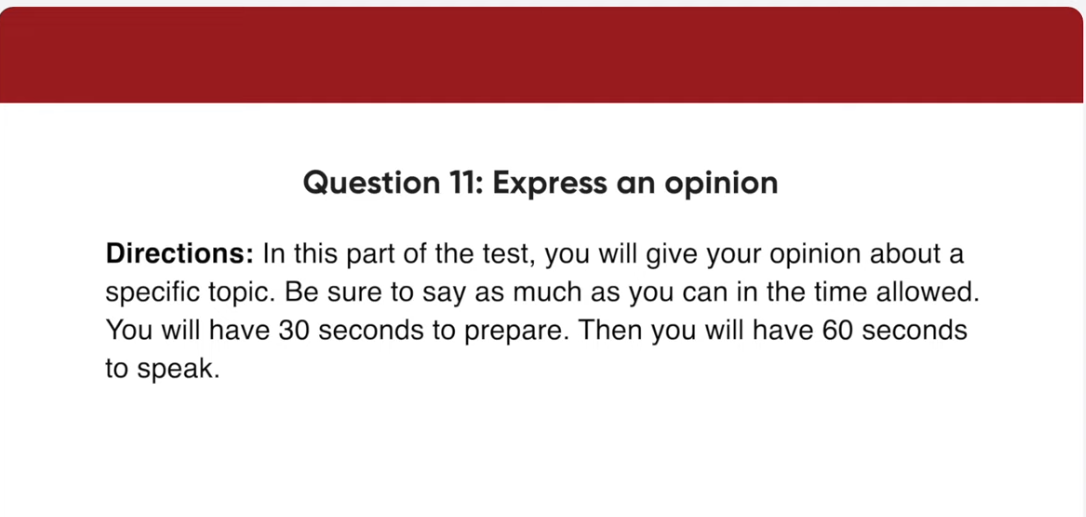 Question 11: Express an opinion
Directions: In this part of the test, you will give your opinion about a
specific topic. Be sure to say as much as you can in the time allowed.
You will have 30 seconds to prepare. Then you will have 60 seconds
to speak.